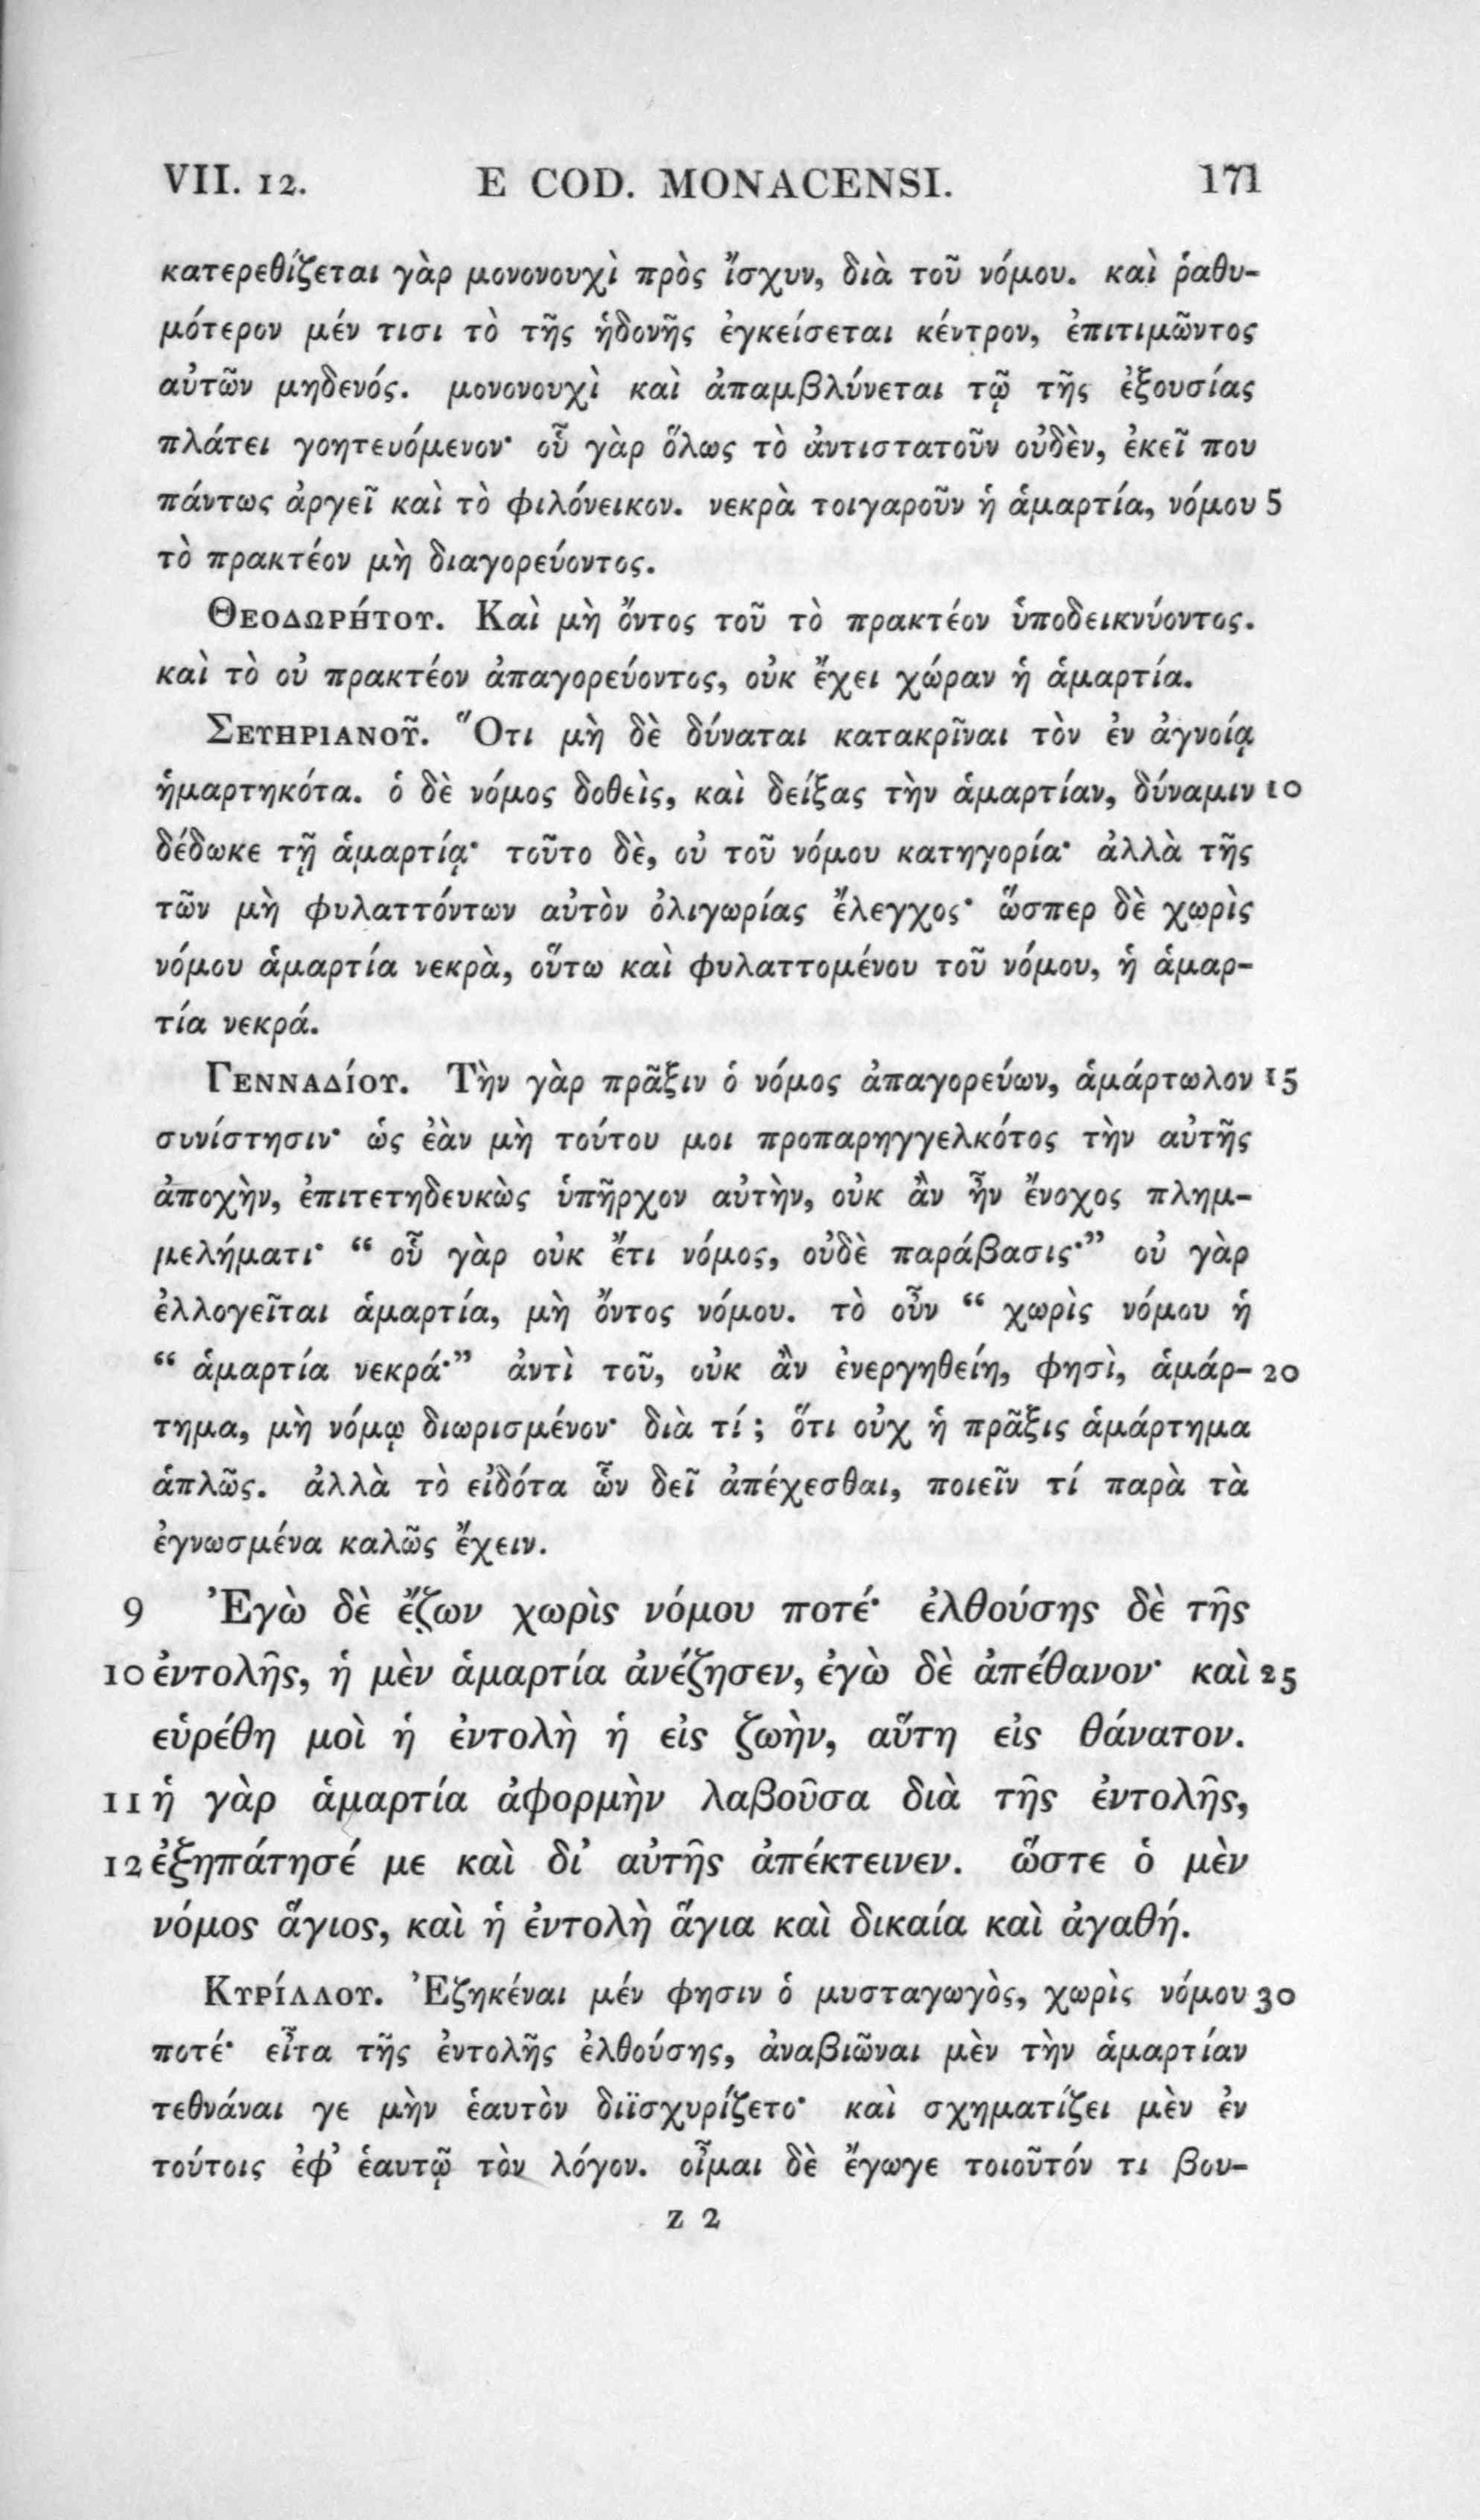 VII. 12. E COD. MONACENSI. 171
κατερεθίζεται γὰρ μονονουχὶ πρὸς ἴσχυν, διὰ τοῦ νόμου. καὶ ῥαθυ-
μότερον μέν τισι τὸ τῆς ἡδονῆς ἐγκείσεται κέντρον, ἐπιτιμῶντος
αὐτῶν μηδενός. μονονουχὶ καὶ ἀπαμβλύνεται τῷ τῆς ἐξουσίας
πλάτει γοητευόμενον· οὗ γὰρ ὅλως τὸ ἀντιστατοῦν οὐδὲν, ἐκεῖ που
πάντως ἀργεῖ καὶ τὸ φιλόνεικον. νεκρὰ τοιγαροῦν ἡ ἁμαρτία, νόμου 5
τὸ πρακτέον μὴ διαγορεύοντος.
Θεοδωρήτου. Καὶ μὴ ὄντος τοῦ τὸ πρακτέον ὑποδεικνύοντος.
καὶ τὸ οὐ πρακτέον ἀπαγορεύοντος, οὐκ ἔχει χώραν ἡ ἁμαρτία.
Σευηριανοῦ. Ὅτι μὴ δὲ δύναται κατακρῖναι τὸν ἐν ἀγνοίᾳ
ἡμαρτηκότα. ὁ δὲ νόμος δοθεὶς, καὶ δείξας τὴν ἁμαρτίαν, δύναμιν 10
δέδωκε τῇ ἁμαρτίᾳ· τοῦτο δὲ, οὐ τοῦ νόμου κατηγορία· ἀλλὰ τῆς
τῶν μὴ φυλαττόντων αὐτὸν ὀλιγωρίας ἔλεγχος· ὥσπερ δὲ χωρὶς
νόμου ἁμαρτία νεκρὰ, οὕτω καὶ φυλαττομένου τοῦ νόμου, ἡ ἁμαρ-
τία νεκρά.
Γενναδίου. Τὴν γὰρ πρᾶξιν ὁ νόμος ἀπαγορεύων, ἁμάρτωλον 15
συνίστησιν· ὡς ἐὰν μὴ τούτου μοι προπαρηγγελκότος τὴν αὐτῆς
ἀποχὴν, ἐπιτετηδευκὼς ὑπῆρχον αὐτὴν, οὐκ ἂν ἦν ἔνοχος πλημ-
μελήματι· “ οὗ γὰρ οὐκ ἔτι νόμος, οὐδὲ παράβασις·” οὐ γὰρ
ἐλλογεῖται ἁμαρτία, μὴ ὄντος νόμου. τὸ οὖν “ χωρὶς νόμου ἡ
“ ἁμαρτία νεκρά·” ἀντὶ τοῦ, οὐκ ἂν ἐνεργηθείη, φησὶ, ἁμάρ- 20
τημα, μὴ νόμῳ διωρισμένον· διὰ τί ; ὅτι οὐχ ἡ πρᾶξις ἁμάρτημα
ἁπλῶς. ἀλλὰ τὸ εἰδότα ὧν δεῖ ἀπέχεσθαι, ποιεῖν τί παρὰ τὰ
ἐγνωσμένα καλῶς ἔχειν.
9 Ἐγὼ δὲ ἔζων χωρὶς νόμου ποτέ· ἐλθούσης δὲ τῆς
10 ἐντολῆς, ἡ μὲν ἁμαρτία ἀνέζησεν, ἐγὼ δὲ ἀπέθανον· καὶ 25
εὑρέθη μοὶ ἡ ἐντολὴ ἡ εἰς ζωὴν, αὕτη εἰς θάνατον.
11 ἡ γὰρ ἁμαρτία ἀφορμὴν λαβοῦσα διὰ τῆς ἐντολῆς,
12 ἐξηπάτησέ με καὶ δι’ αὐτῆς ἀπέκτεινεν. ὥστε ὁ μὲν
νόμος ἅγιος, καὶ ἡ ἐντολὴ ἅγια καὶ δικαία καὶ ἀγαθή.
Κυρίλλου. Ἐζηκέναι μέν φησιν ὁ μυσταγωγὸς, χωρὶς νόμου 30
ποτέ· εἶτα τῆς ἐντολῆς ἐλθούσης, ἀναβιῶναι μὲν τὴν ἁμαρτίαν
τεθνάναι γε μὴν ἑαυτὸν διϊσχυρίζετο· καὶ σχηματίζει μὲν ἐν
τούτοις ἐφ’ ἑαυτῷ τὸν λόγον. οἶμαι δὲ ἔγωγε τοιοῦτόν τι βου-
z 2